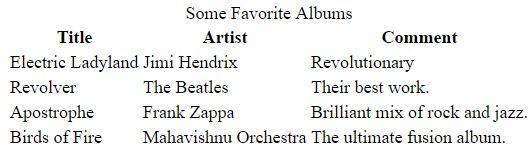 Some Favorite Albums
Title Artist Comment
Electric Ladyland Jimi Hendrix Revolutionary
Revolver The Beatles Their best work.
Apostrophe Frank Zappa Brilliant mix of rock and jazz.
Birds of Fire Mahavishnu Orchestra The ultimate fusion album.